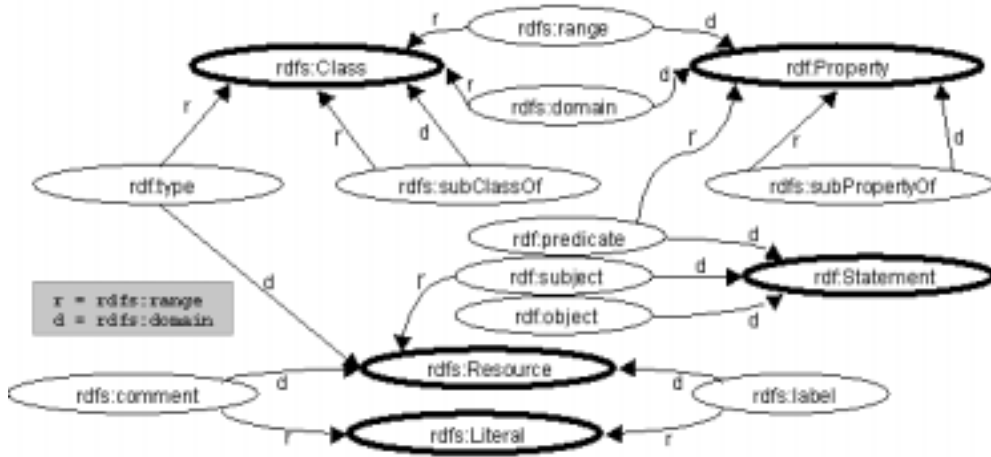 r
rdfs:range
d
rdfs:Class
rdf:Property
r
rdfs:domain
d
r
r
d
r
r
d
rdf:type
rdfs:subClassOf
rdfs:subPropertyOf
rdf:predicate
d
r
rdf:subject
d
rdf:Statement
d
r = rdfs:range
d = rdfs:domain
rdf:object
d
rdfs:Resource
rdfs:comment
d
d
rdfs:label
r
rdfs:Literal
r